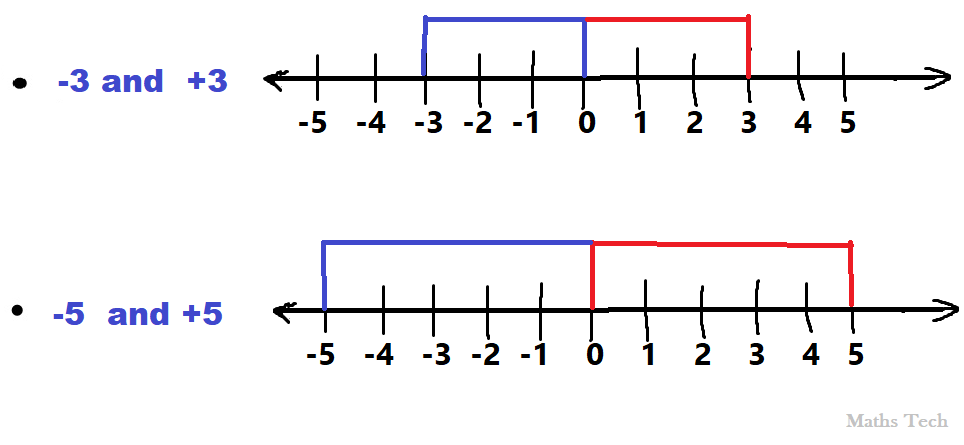 • -3 and +3
-5 -4 -3 -2 -1 0 1 2 3 4 5
• -5 and +5
-5 -4 -3 -2 -1 0 1 2 3 4 5
Maths Tech